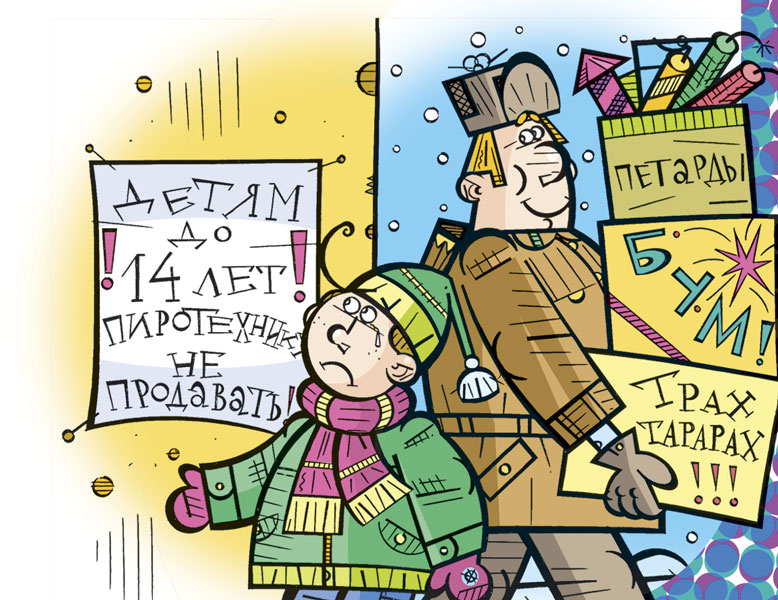 ДЕТЯМ
ДО
! 14 ЛЕТ !
ПИРОТЕХНИКУ
НЕ
ПРОДАВАТЬ!
ПЕТАРДЫ
БУМ!
ТРАХ
ТАРАРАХ
!!!